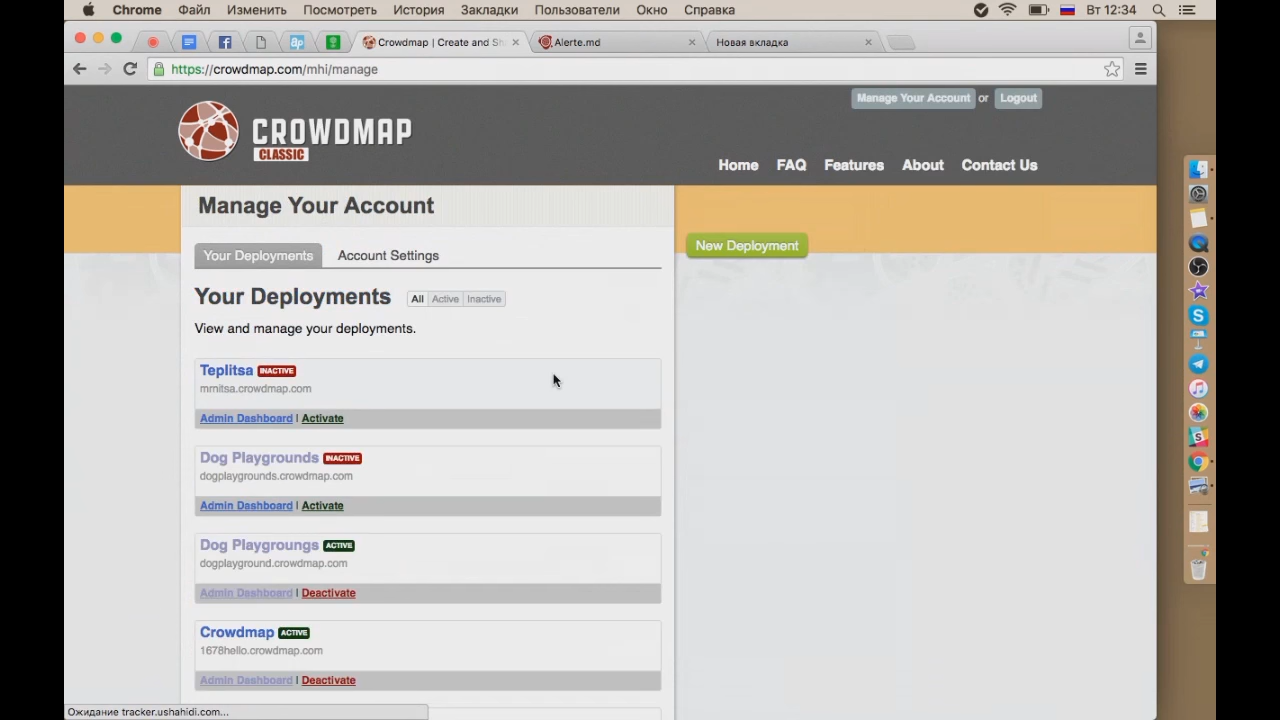 Chrome Файл Изменить Посмотреть История Закладки Пользователи Окно Справка Вт 12:34
Crowdmap | Create and Sh Alerte.md Новая вкладка
https://crowdmap.com/mhi/manage
Manage Your Account or Logout
CROWDMAP
CLASSIC
Home FAQ Features About Contact Us
Manage Your Account
Your Deployments Account Settings New Deployment
Your Deployments All Active Inactive
View and manage your deployments.
Teplitsa INACTIVE
mrnitsa.crowdmap.com
Admin Dashboard | Activate
Dog Playgrounds INACTIVE
dogplaygrounds.crowdmap.com
Admin Dashboard | Activate
Dog Playgroungs ACTIVE
dogplayground.crowdmap.com
Admin Dashboard | Deactivate
Crowdmap ACTIVE
1678hello.crowdmap.com
Admin Dashboard | Deactivate
Ожидание tracker.ushahidi.com...